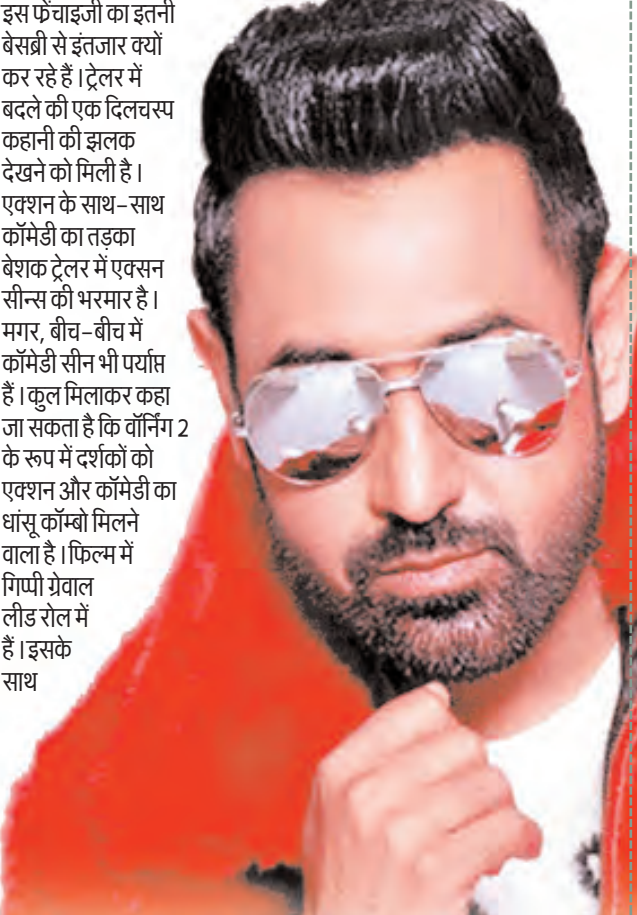 इस फेंचाइजी का इतनी
बेसब्री से इंतजार क्यों
कर रहे हैं। ट्रेलर में
बदले की एक दिलचस्प
कहानी की झलक
देखने को मिली है।
एक्शन के साथ-साथ
कॉमेडी का तड़का
बेशक ट्रेलर में एक्सन
सीन्स की भरमार है।
मगर, बीच-बीच में
कॉमेडी सीन भी पर्याप्त
हैं। कुल मिलाकर कहा
जा सकता है कि वॉर्निंग 2
के रूप में दर्शकों को
एक्शन और कॉमेडी का
धांसू कॉम्बो मिलने
वाला है। फिल्म में
गिप्पी ग्रेवाल
लीड रोल में
हैं। इसके
साथ